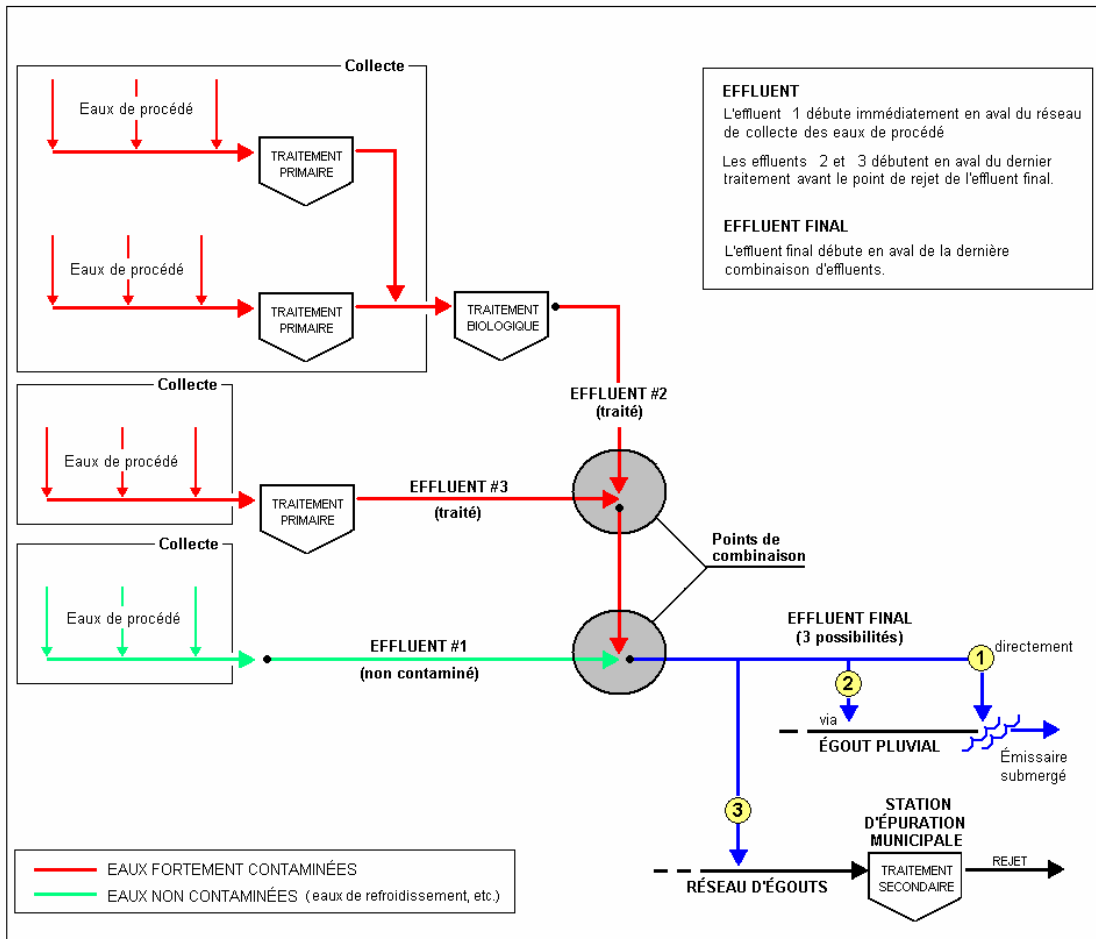 Collecte
Eaux de procédé
TRAITEMENT
PRIMAIRE
Eaux de procédé
TRAITEMENT
PRIMAIRE
TRAITEMENT
BIOLOGIQUE
EFFLUENT
L'effluent 1 débute immédiatement en aval du réseau
de collecte des eaux de procédé
Les effluents 2 et 3 débutent en aval du dernier
traitement avant le point de rejet de l'effluent final.
EFFLUENT FINAL
L'effluent final débute en aval de la dernière
combinaison d'effluents.
EFFLUENT #2
(traité)
Collecte
Eaux de procédé
TRAITEMENT
PRIMAIRE
EFFLUENT #3
(traité)
Points de
combinaison
Collecte
Eaux de procédé
EFFLUENT #1
(non contaminé)
EFFLUENT FINAL
(3 possibilités)
1
directement
2
via
ÉGOUT PLUVIAL
Émissaire
submergé
3
RÉSEAU D'ÉGOUTS
STATION
D'ÉPURATION
MUNICIPALE
TRAITEMENT
SECONDAIRE
REJET
EAUX FORTEMENT CONTAMINÉES
EAUX NON CONTAMINÉES (eaux de refroidissement, etc.)